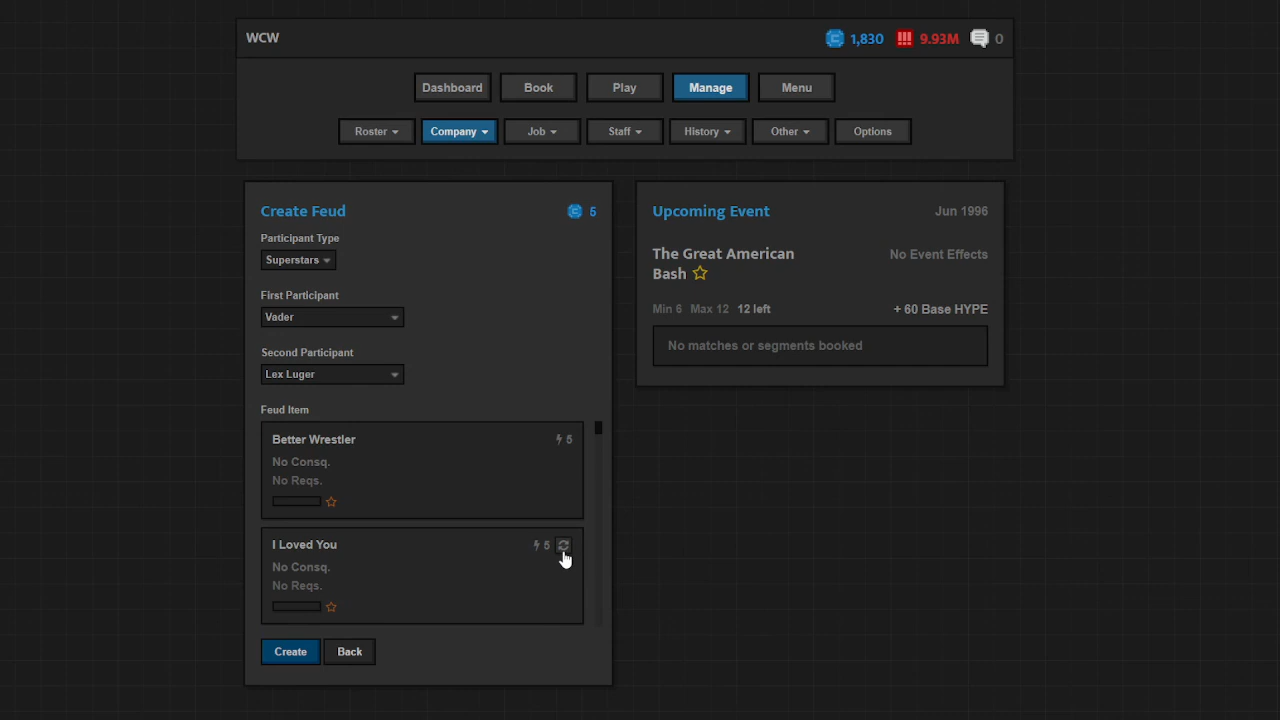 WCW
1,830 9.93M 0
Dashboard Book Play Manage Menu
Roster Company Job Staff History Other Options
Create Feud 5
Participant Type
Superstars
First Participant
Vader
Second Participant
Lex Luger
Feud Item
Better Wrestler 5
No Consq.
No Reqs.
I Loved You 5
No Consq.
No Reqs.
Create Back
Upcoming Event Jun 1996
The Great American
Bash
No Event Effects
Min 6 Max 12 12 left + 60 Base HYPE
No matches or segments booked